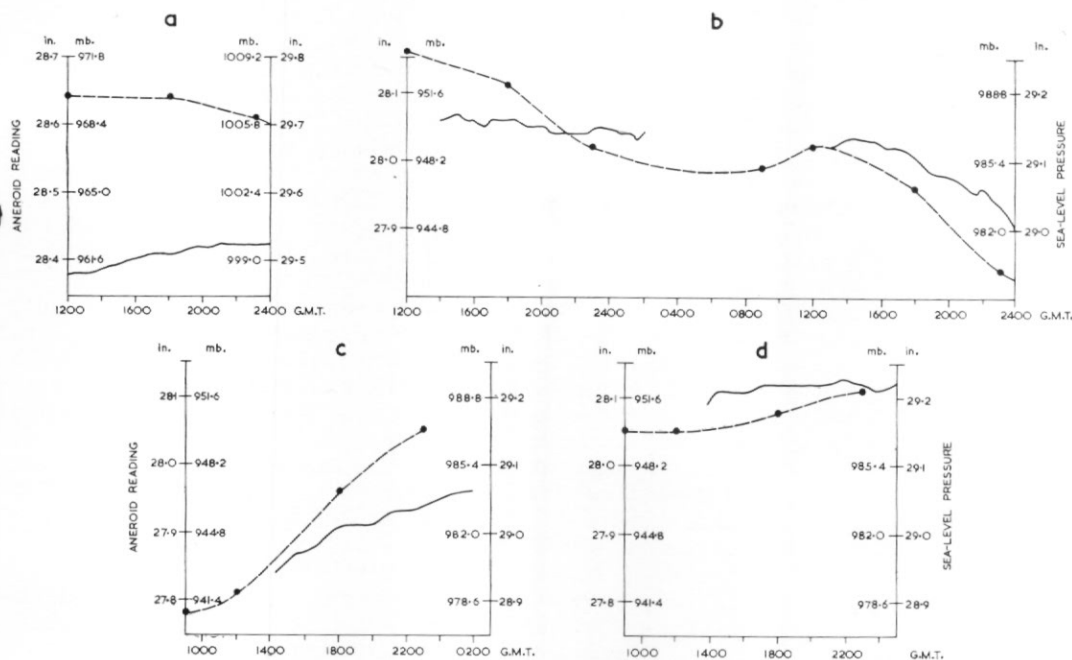 a
in. mb. mb. in.
28·7 971·8 1009·2 29·8
28·6 968·4 1005·8 29·7
28·5 965·0 1002·4 29·6
28·4 961·6 999·0 29·5
ANEROID READING
1200 1600 2000 2400 G.M.T.
b
in. mb. mb. in.
28·1 951·6 988·8 29·2
28·0 948·2 985·4 29·1
27·9 944·8 982·0 29·0
SEA-LEVEL PRESSURE
1200 1600 2000 2400 0400 0800 1200 1600 2000 2400 G.M.T.
c
in. mb. mb. in.
28·1 951·6 988·8 29·2
28·0 948·2 985·4 29·1
27·9 944·8 982·0 29·0
27·8 941·4 978·6 28·9
ANEROID READING
1000 1400 1800 2200 0200 G.M.T.
d
in. mb. mb. in.
28·1 951·6 29·2
28·0 948·2 985·4 29·1
27·9 944·8 982·0 29·0
27·8 941·4 978·6 28·9
SEA-LEVEL PRESSURE
1000 1400 1800 2200 G.M.T.